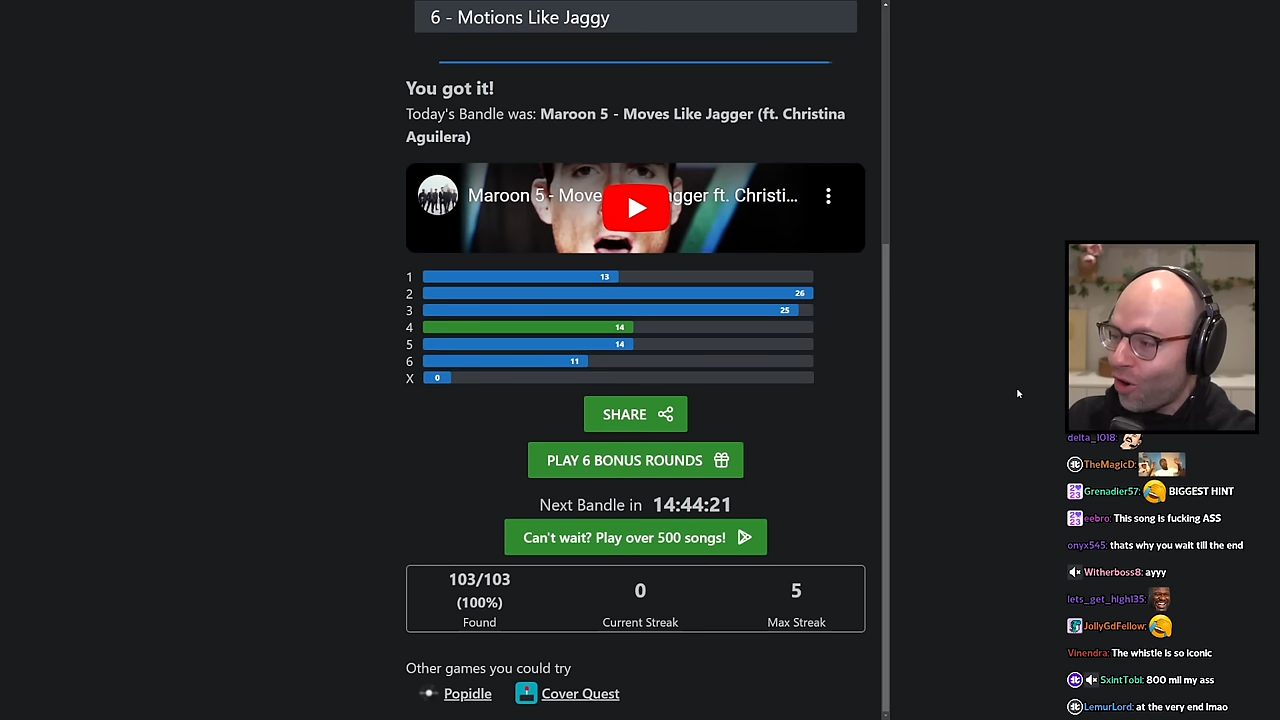 6 - Motions Like Jaggy
You got it!
Today's Bandle was: Maroon 5 - Moves Like Jagger (ft. Christina
Aguilera)
Maroon 5 - Move agger ft. Christi...
1 13
2 26
3 25
4 14
5 14
6 11
X 0
SHARE
PLAY 6 BONUS ROUNDS
Next Bandle in 14:44:21
Can't wait? Play over 500 songs!
103/103
(100%)
Found
0
Current Streak
5
Max Streak
Other games you could try
Popidle Cover Quest
delta_1018:
TheMagicD:
Grenadier57: BIGGEST HINT
eebro: This song is fucking ASS
onyx545: thats why you wait till the end
Witherboss8: ayyy
lets_get_high135:
JollyGdFellow:
Vinendra: The whistle is so iconic
SxintTobi: 800 mil my ass
LemurLord: at the very end lmao